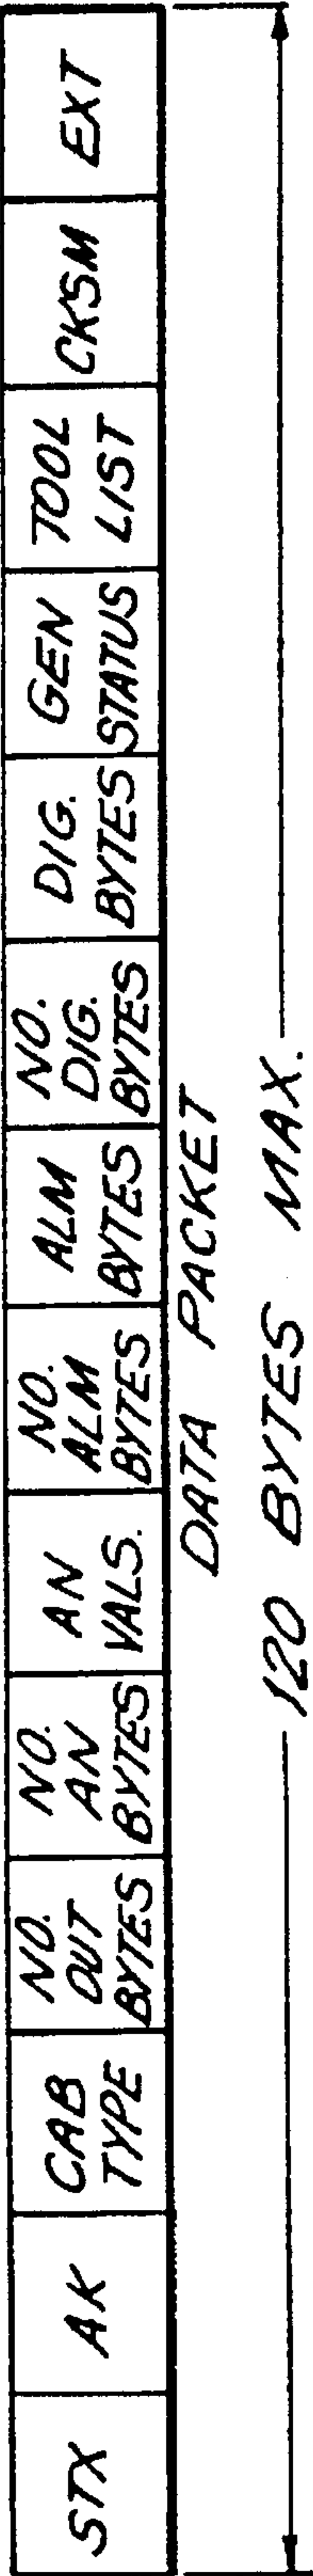 STX
AK
CAB
TYPE
NO.
OUT
BYTES
NO.
AN
BYTES
AN
VALS.
NO.
ALM
BYTES
ALM
BYTES
NO.
DIG.
BYTES
DIG.
BYTES
GEN
STATUS
TOOL
LIST
CKSM
EXT
DATA PACKET
120 BYTES MAX.